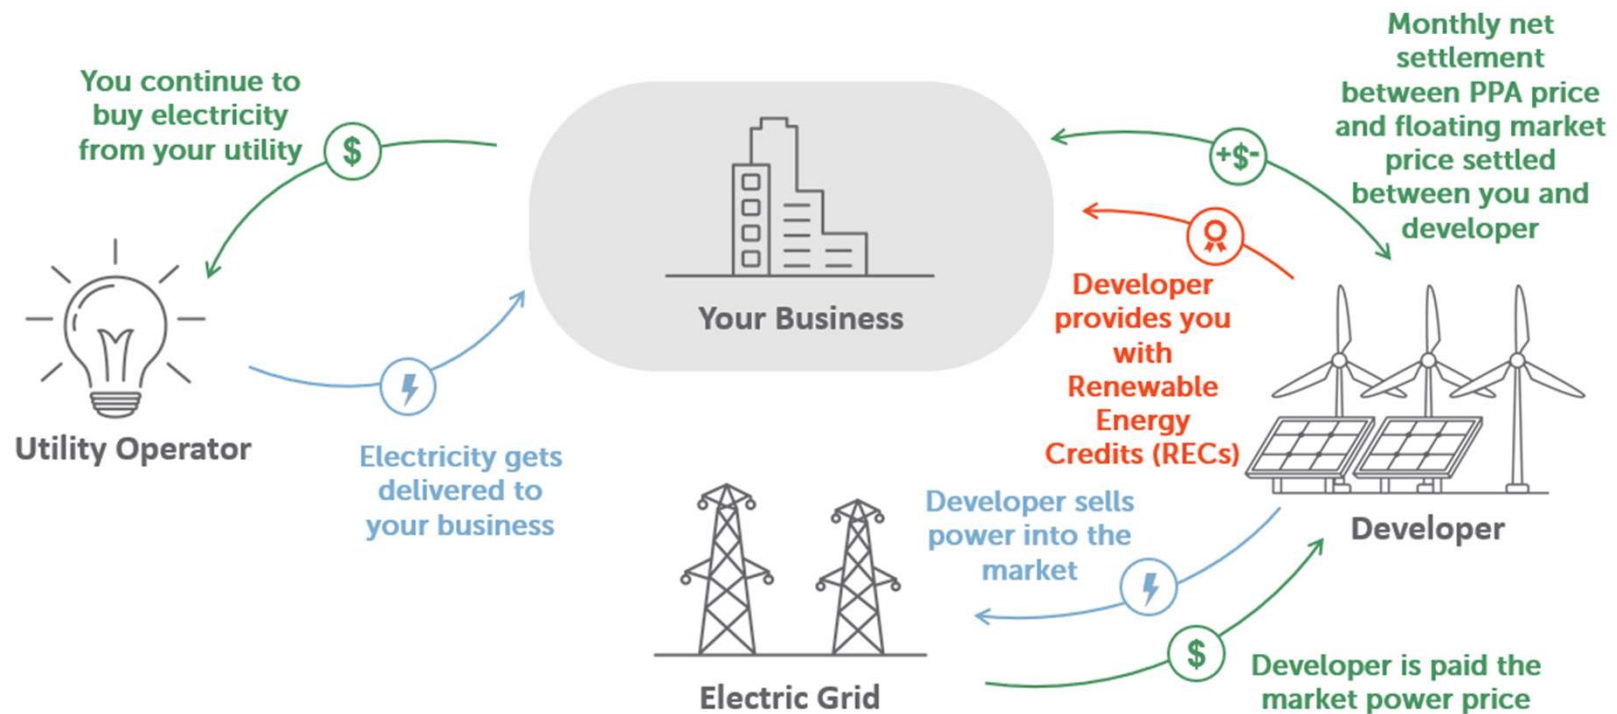 You continue to
buy electricity
from your utility
$
Monthly net
settlement
between PPA price
and floating market
price settled
between you and
developer
+$-
Your Business
Developer
provides you
with
Renewable
Energy
Credits (RECs)
Utility Operator
Electricity gets
delivered to
your business
Developer sells
power into the
market
Developer
Electric Grid
$
Developer is paid the
market power price